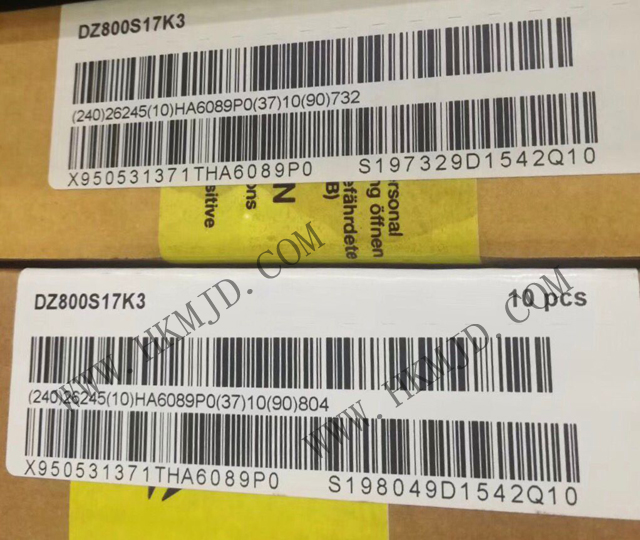 DZ800S17K3
(240)26245(10)HA6089P0(37)10(90)732
X950531371THA6089P0 S197329D1542Q10
sitive
ons
N
B)
efährdete
ng öffnen
ersonal
WWW.HKMJD.COM
DZ800S17K3
10 pcs
(240)26245(10)HA6089P0(37)10(90)804
X950531371THA6089P0 S198049D1542Q10
WWW.HKMJD.COM